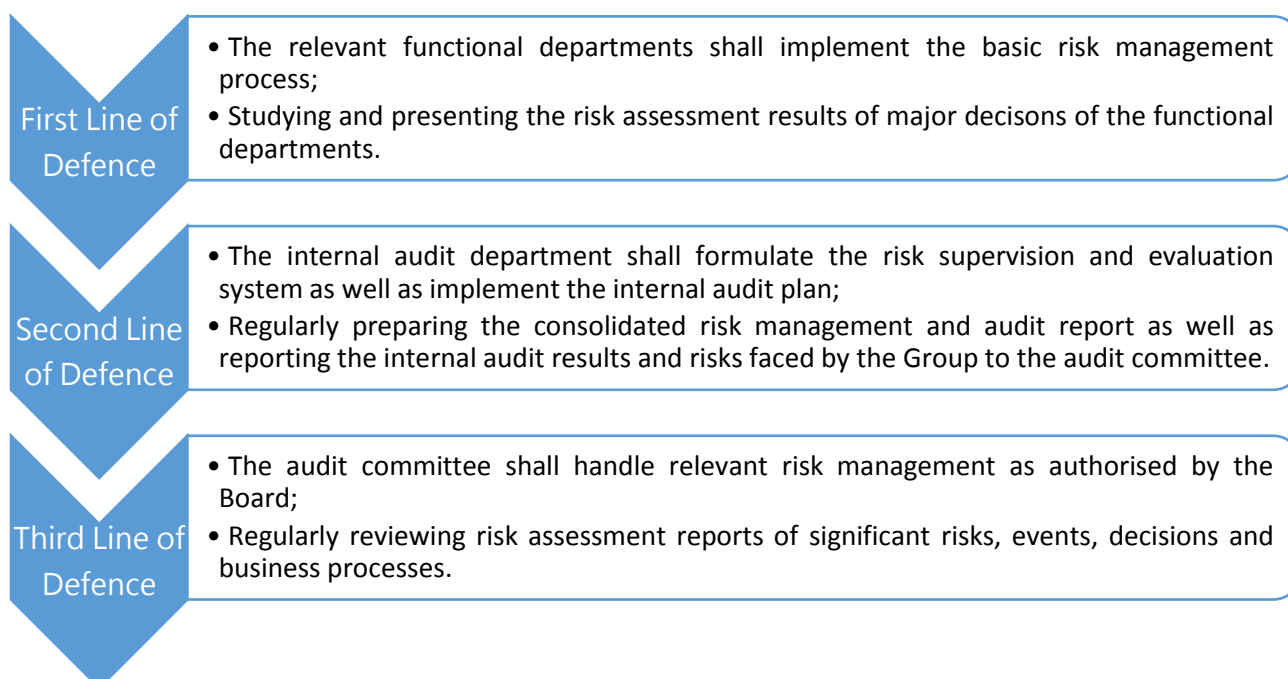 First Line of
Defence
• The relevant functional departments shall implement the basic risk management
process;
• Studying and presenting the risk assessment results of major decisons of the functional
departments.
Second Line
of Defence
• The internal audit department shall formulate the risk supervision and evaluation
system as well as implement the internal audit plan;
• Regularly preparing the consolidated risk management and audit report as well as
reporting the internal audit results and risks faced by the Group to the audit committee.
Third Line of
Defence
• The audit committee shall handle relevant risk management as authorised by the
Board;
• Regularly reviewing risk assessment reports of significant risks, events, decisions and
business processes.